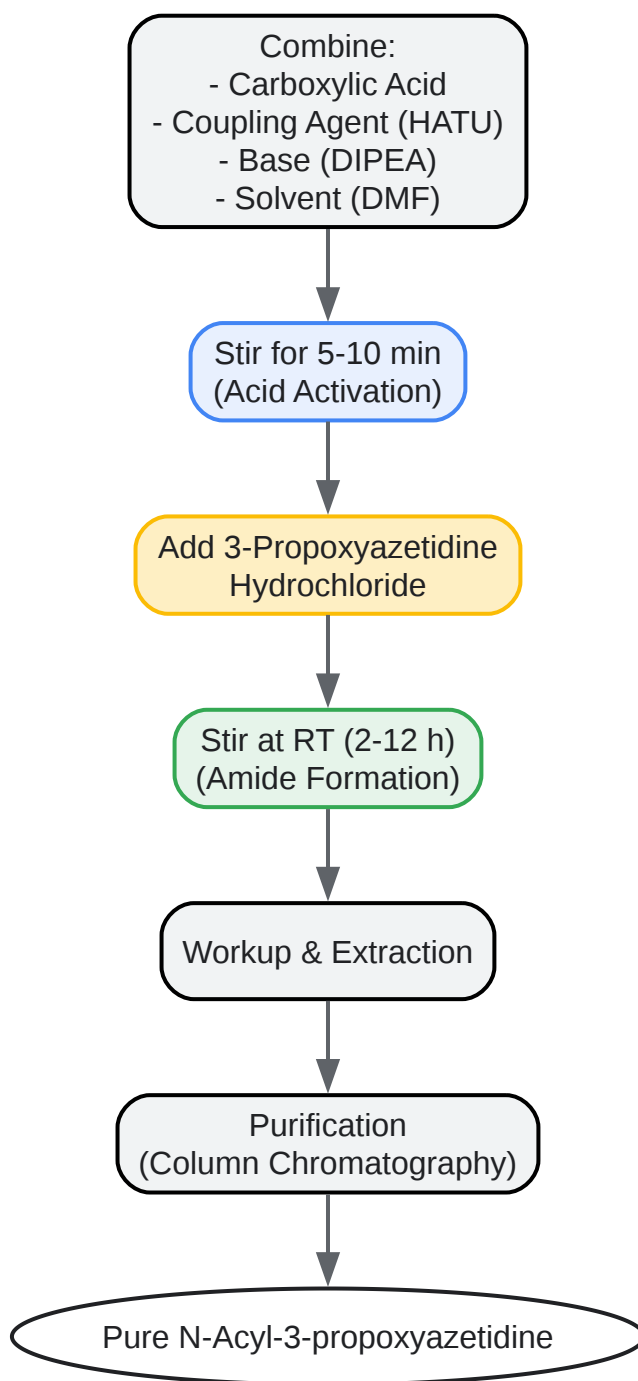 Combine:
- Carboxylic Acid
- Coupling Agent (HATU)
- Base (DIPEA)
- Solvent (DMF)
Stir for 5-10 min
(Acid Activation)
Add 3-Propoxyazetidine
Hydrochloride
Stir at RT (2-12 h)
(Amide Formation)
Workup & Extraction
Purification
(Column Chromatography)
Pure N-Acyl-3-propoxyazetidine